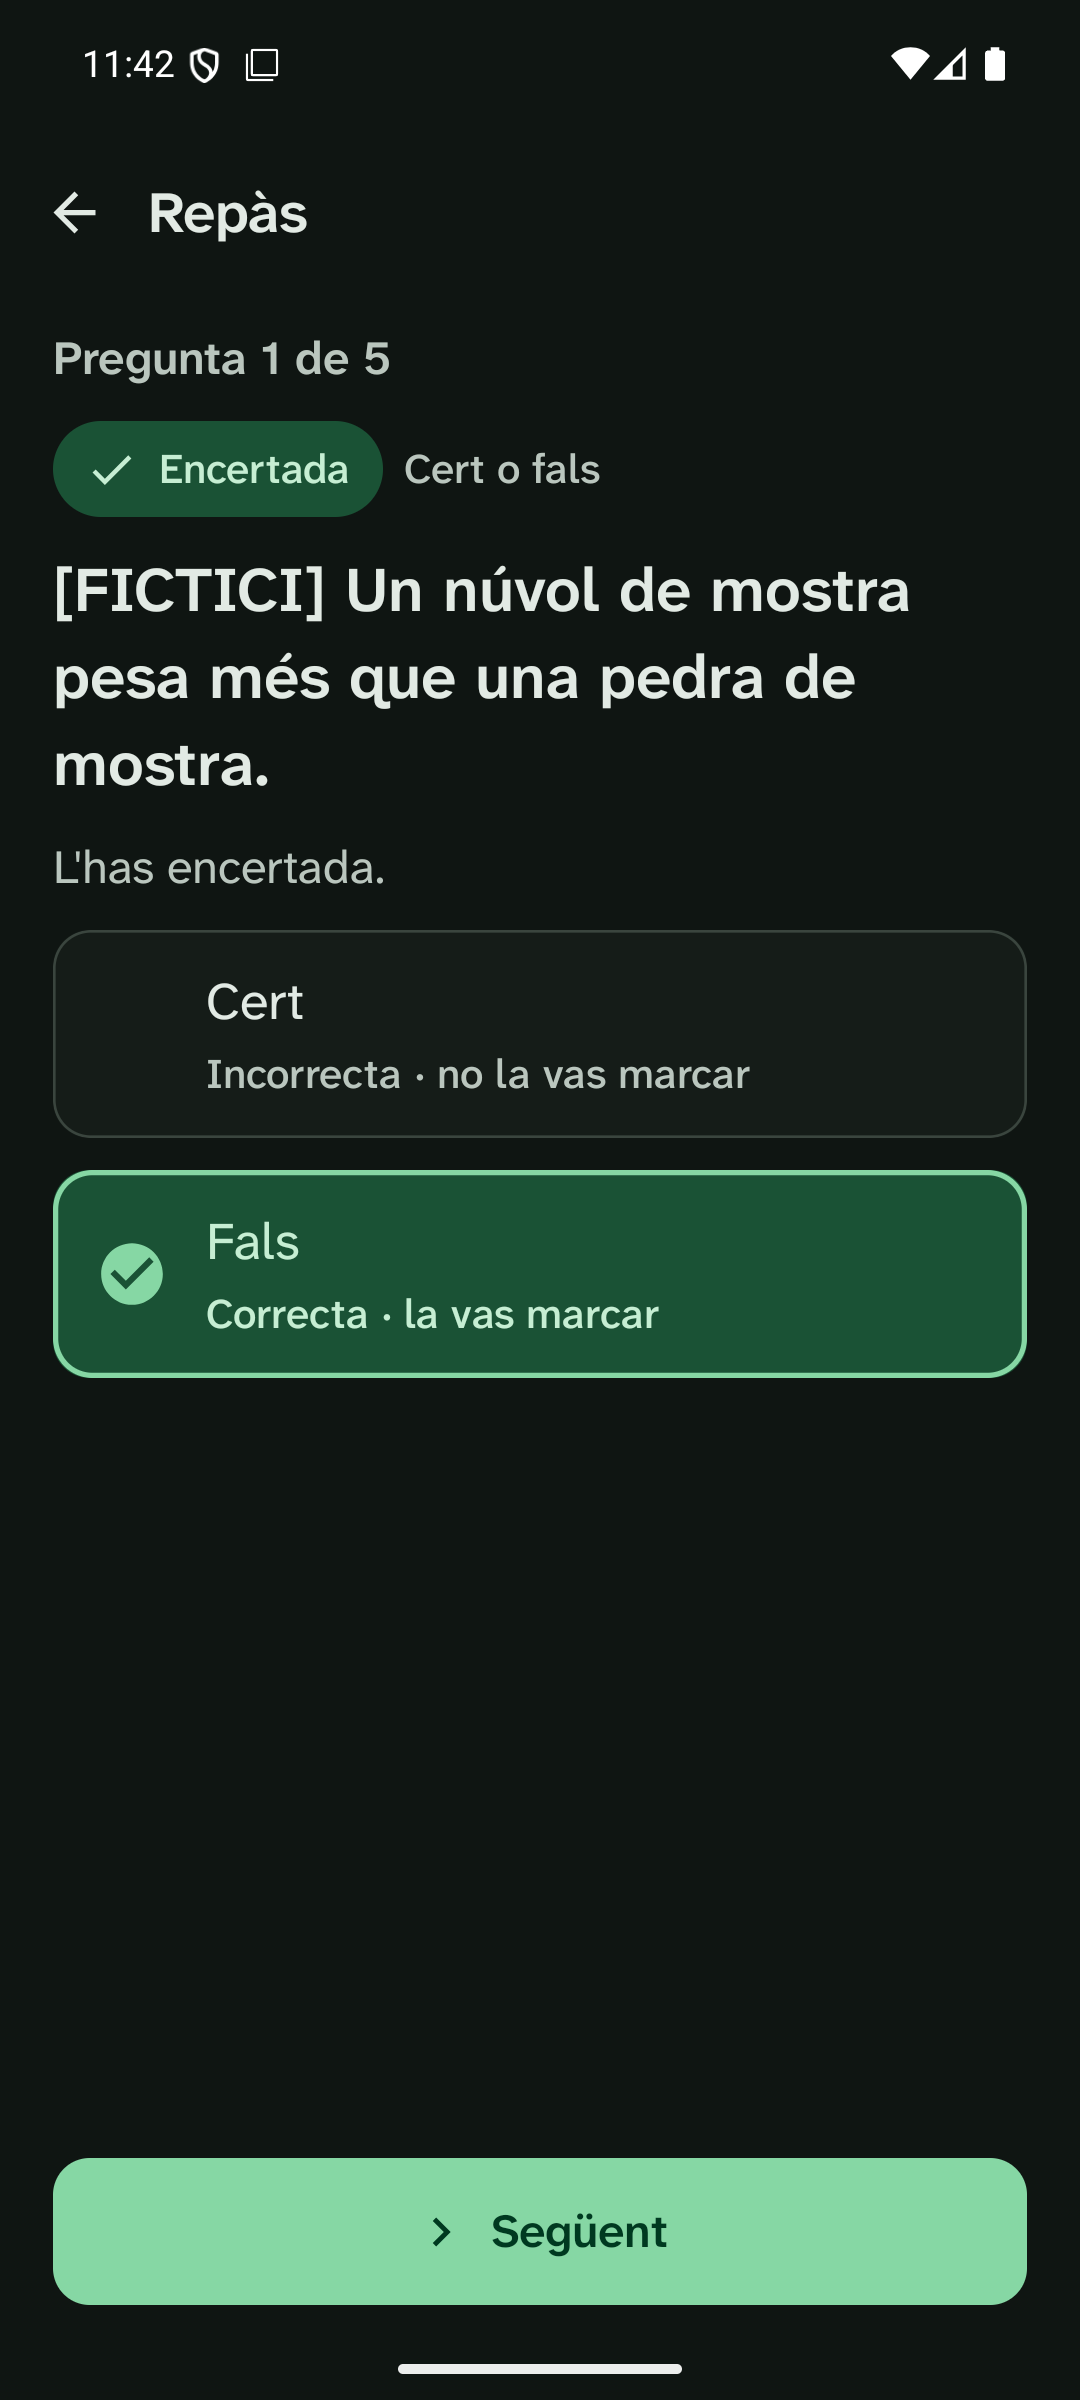 11:42
Repàs
Pregunta 1 de 5
Encertada
Cert o fals
[FICTICI] Un núvol de mostra
pesa més que una pedra de
mostra.
L'has encertada.
Cert
Incorrecta · no la vas marcar
Fals
Correcta · la vas marcar
Següent